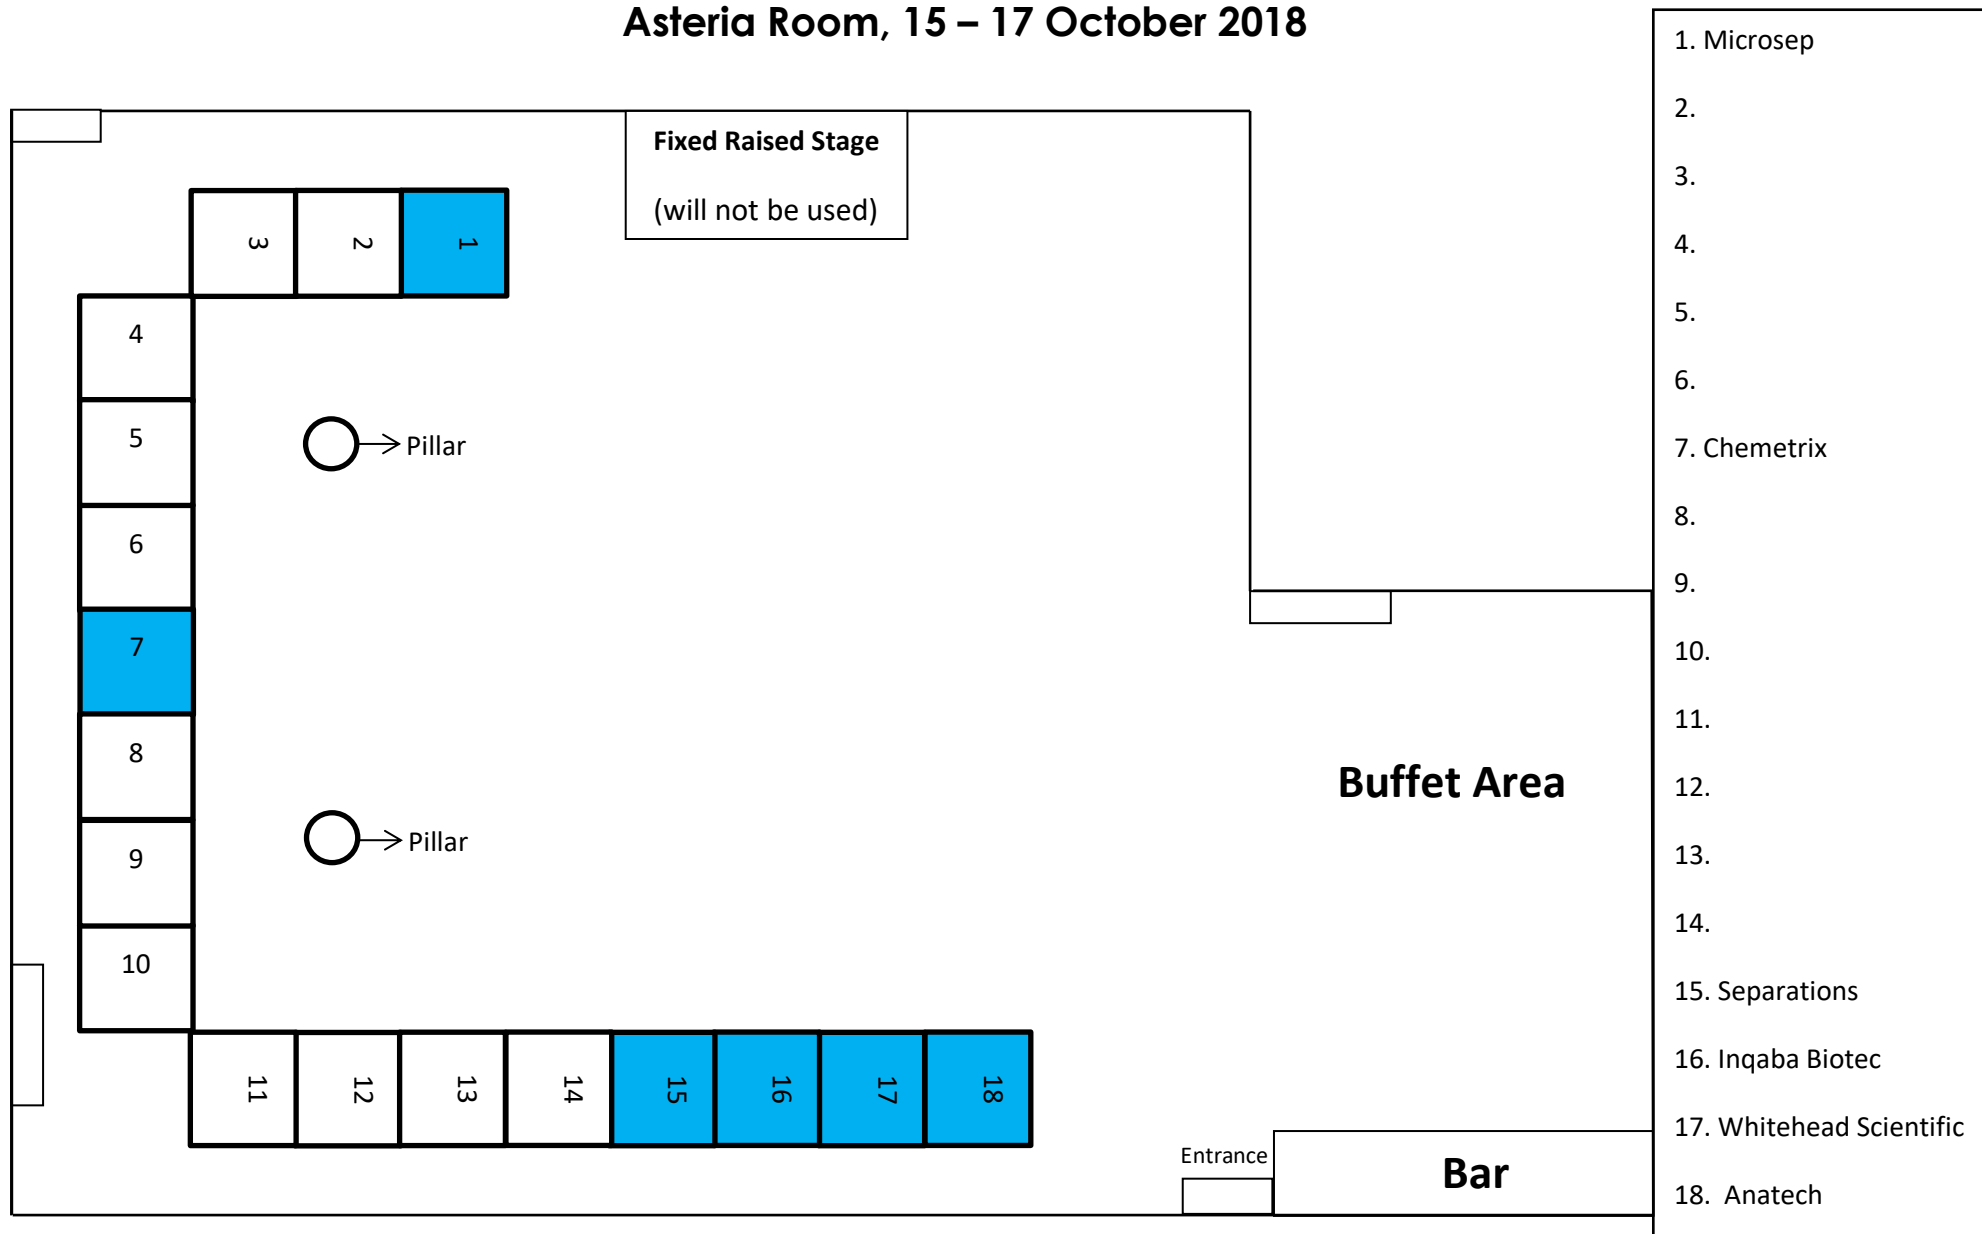 Asteria Room, 15 – 17 October 2018
Fixed Raised Stage
(will not be used)
3
2
1
4
5
6
7
8
9
10
Pillar
Pillar
11
12
13
14
15
16
17
18
Buffet Area
Entrance
Bar
1. Microsep
2.
3.
4.
5.
6.
7. Chemetrix
8.
9.
10.
11.
12.
13.
14.
15. Separations
16. Inqaba Biotec
17. Whitehead Scientific
18.  Anatech